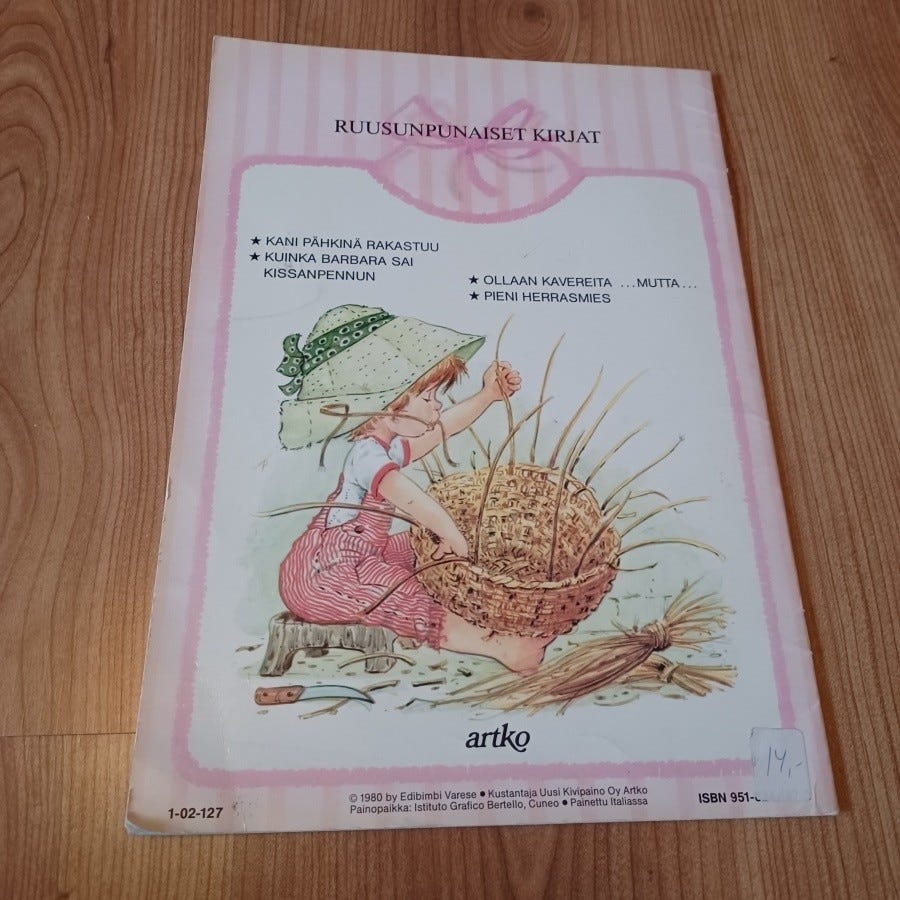 RUUSUNPUNAISET KIRJAT
★ KANI PÄHKINÄ RAKASTUU
★ KUINKA BARBARA SAI
KISSANPENNUN
★ OLLAAN KAVEREITA ...MUTTA...
★ PIENI HERRASMIES
artko
14,-
© 1980 by Edibimbi Varese ● Kustantaja Uusi Kivipaino Oy Artko
Painopaikka: Istituto Grafico Bertello, Cuneo ● Painettu Italiassa
1-02-127
ISBN 951-